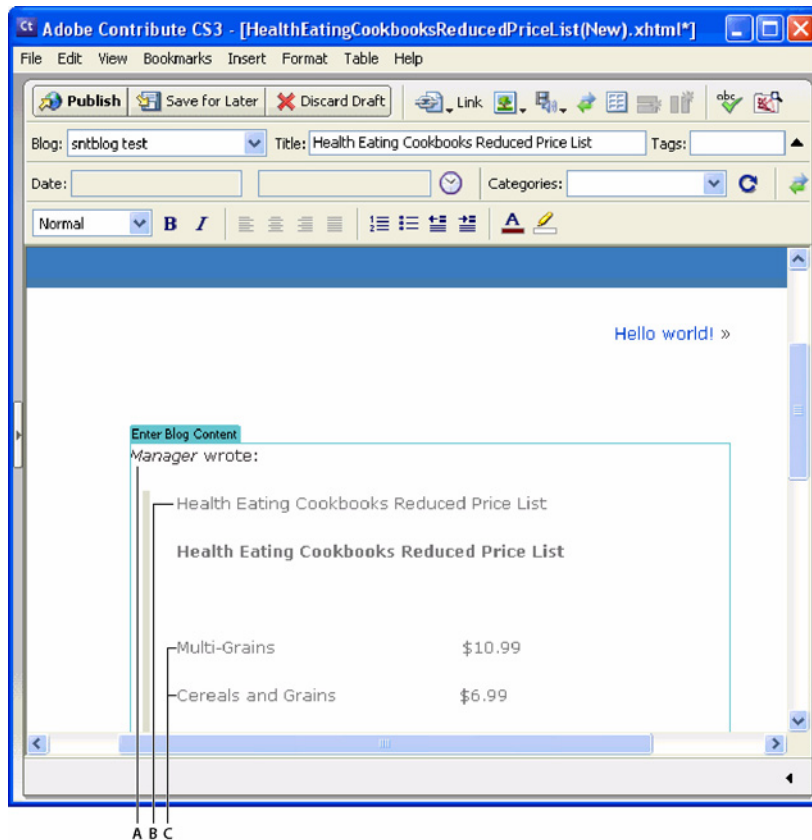 Ct Adobe Contribute CS3 - [HealthEatingCookbooksReducedPriceList(New).xhtml*]
File Edit View Bookmarks Insert Format Table Help
Publish Save for Later Discard Draft Link abc
Blog: sntblog test Title: Health Eating Cookbooks Reduced Price List Tags:
Date: Categories:
Normal B I A
Hello world! »
Enter Blog Content
Manager wrote:
Health Eating Cookbooks Reduced Price List
Health Eating Cookbooks Reduced Price List
Multi-Grains $10.99
Cereals and Grains $6.99
A B C